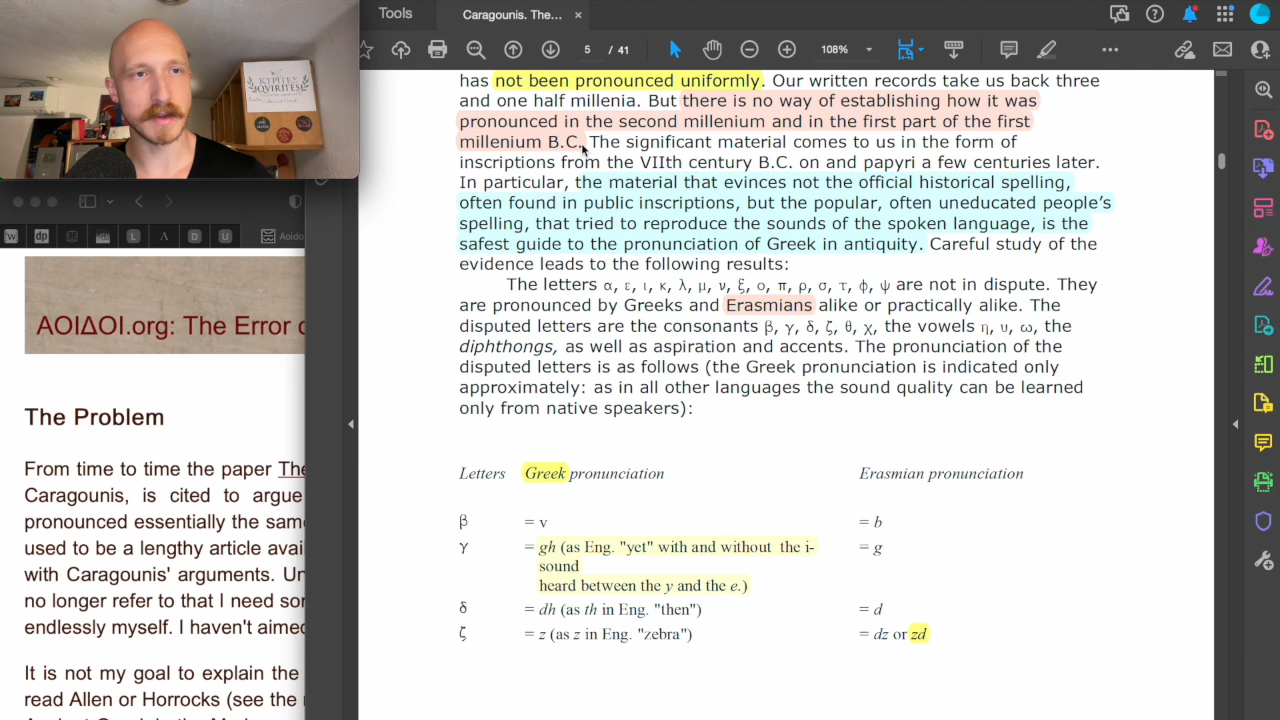 Tools
Caragounis. The...
5 / 41
108%
has not been pronounced uniformly. Our written records take us back three
and one half millenia. But there is no way of establishing how it was
pronounced in the second millenium and in the first part of the first
millenium B.C. The significant material comes to us in the form of
inscriptions from the VIIth century B.C. on and papyri a few centuries later.
In particular, the material that evinces not the official historical spelling,
often found in public inscriptions, but the popular, often uneducated people's
spelling, that tried to reproduce the sounds of the spoken language, is the
safest guide to the pronunciation of Greek in antiquity. Careful study of the
evidence leads to the following results:
The letters α, ε, ι, κ, λ, μ, ν, ξ, ο, π, ρ, σ, τ, φ, ψ are not in dispute. They
are pronounced by Greeks and Erasmians alike or practically alike. The
disputed letters are the consonants β, γ, δ, ζ, θ, χ, the vowels η, υ, ω, the
diphthongs, as well as aspiration and accents. The pronunciation of the
disputed letters is as follows (the Greek pronunciation is indicated only
approximately: as in all other languages the sound quality can be learned
only from native speakers):
Letters Greek pronunciation Erasmian pronunciation
β = v = b
γ = gh (as Eng. "yet" with and without the i- = g
sound
heard between the y and the e.)
δ = dh (as th in Eng. "then") = d
ζ = z (as z in Eng. "zebra") = dz or zd
W dp L Λ D U Aoido
AOIΔOI.org: The Error o
The Problem
From time to time the paper The
Caragounis, is cited to argue
pronounced essentially the same
used to be a lengthy article avai
with Caragounis' arguments. Un
no longer refer to that I need son
endlessly myself. I haven't aimed
It is not my goal to explain the
read Allen or Horrocks (see the